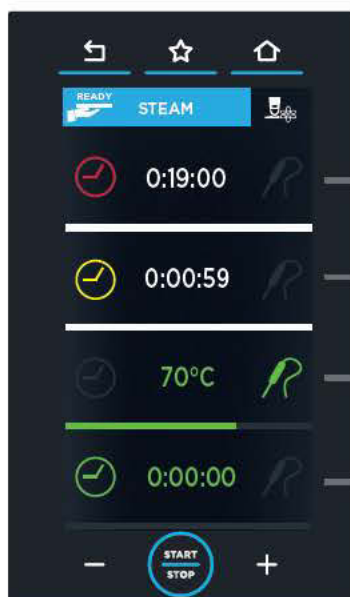 READY
STEAM
0:19:00
0:00:59
70°C
0:00:00
− START STOP +